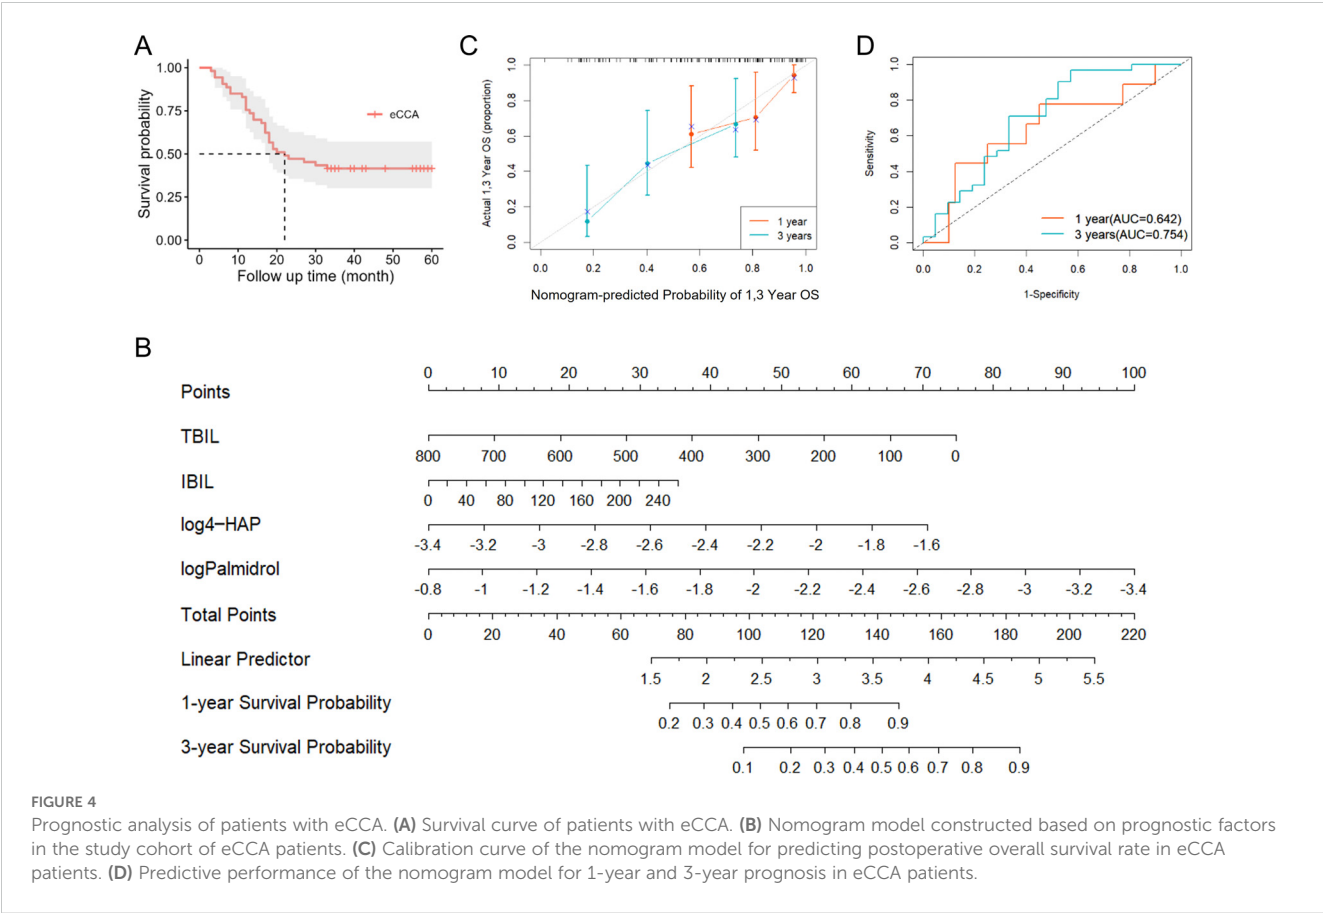 A
1.00
0.75
0.50
0.25
0.00
Survival probability
eCCA
0 10 20 30 40 50 60
Follow up time (month)
C
1.0
0.8
0.6
0.4
0.2
0.0
Actual 1,3 Year OS (proportion)
1 year
3 years
0.0 0.2 0.4 0.6 0.8 1.0
Nomogram-predicted Probability of 1,3 Year OS
D
1.0
0.8
0.6
0.4
0.2
0.0
Sensitivity
1 year(AUC=0.642)
3 years(AUC=0.754)
0.0 0.2 0.4 0.6 0.8 1.0
1-Specificity
B
0 10 20 30 40 50 60 70 80 90 100
Points
TBIL
800 700 600 500 400 300 200 100 0
IBIL
0 40 80 120 160 200 240
log4−HAP
-3.4 -3.2 -3 -2.8 -2.6 -2.4 -2.2 -2 -1.8 -1.6
logPalmidrol
-0.8 -1 -1.2 -1.4 -1.6 -1.8 -2 -2.2 -2.4 -2.6 -2.8 -3 -3.2 -3.4
Total Points
0 20 40 60 80 100 120 140 160 180 200 220
Linear Predictor
1.5 2 2.5 3 3.5 4 4.5 5 5.5
1-year Survival Probability
0.2 0.3 0.4 0.5 0.6 0.7 0.8 0.9
3-year Survival Probability
0.1 0.2 0.3 0.4 0.5 0.6 0.7 0.8 0.9
FIGURE 4
Prognostic analysis of patients with eCCA. (A) Survival curve of patients with eCCA. (B) Nomogram model constructed based on prognostic factors
in the study cohort of eCCA patients. (C) Calibration curve of the nomogram model for predicting postoperative overall survival rate in eCCA
patients. (D) Predictive performance of the nomogram model for 1-year and 3-year prognosis in eCCA patients.